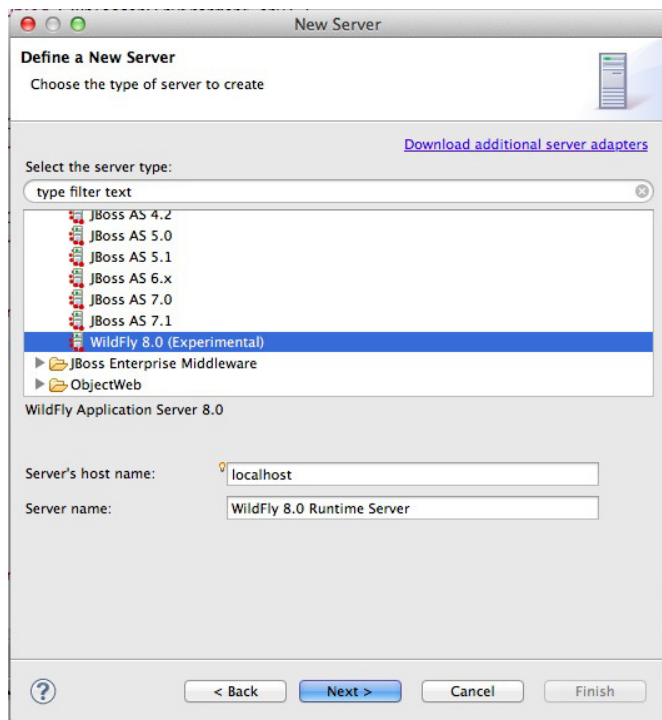 New Server
Define a New Server
Choose the type of server to create
Download additional server adapters
Select the server type:
type filter text
JBoss AS 4.2
JBoss AS 5.0
JBoss AS 5.1
JBoss AS 6.x
JBoss AS 7.0
JBoss AS 7.1
WildFly 8.0 (Experimental)
JBoss Enterprise Middleware
ObjectWeb
WildFly Application Server 8.0
Server's host name: localhost
Server name: WildFly 8.0 Runtime Server
? < Back Next > Cancel Finish